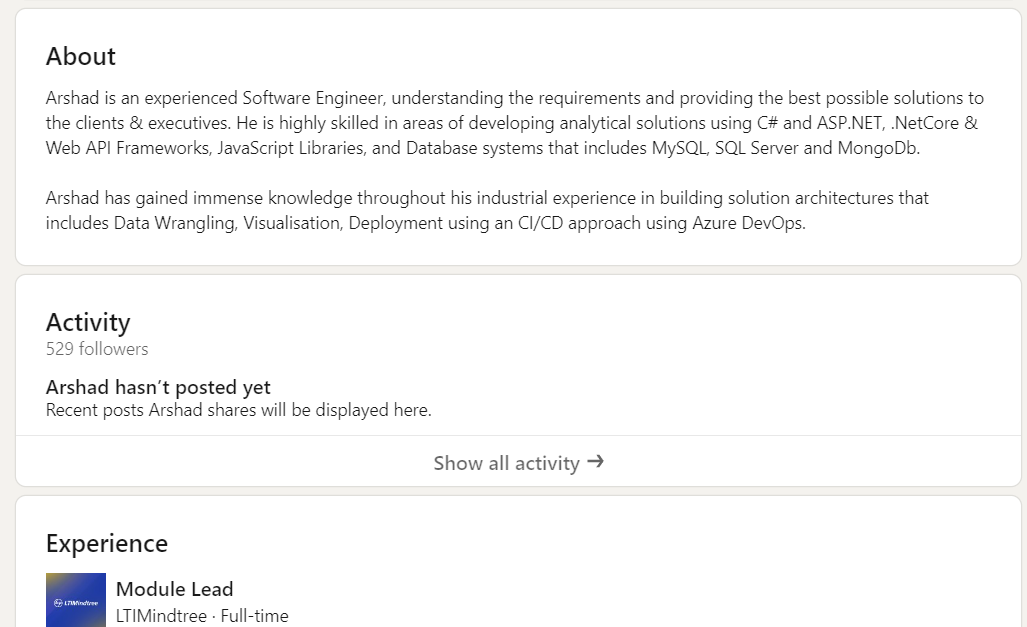 About
Arshad is an experienced Software Engineer, understanding the requirements and providing the best possible solutions to
the clients & executives. He is highly skilled in areas of developing analytical solutions using C# and ASP.NET, .NetCore &
Web API Frameworks, JavaScript Libraries, and Database systems that includes MySQL, SQL Server and MongoDb.
Arshad has gained immense knowledge throughout his industrial experience in building solution architectures that
includes Data Wrangling, Visualisation, Deployment using an CI/CD approach using Azure DevOps.
Activity
529 followers
Arshad hasn’t posted yet
Recent posts Arshad shares will be displayed here.
Show all activity →
Experience
LTIMindtree
Module Lead
LTIMindtree · Full-time